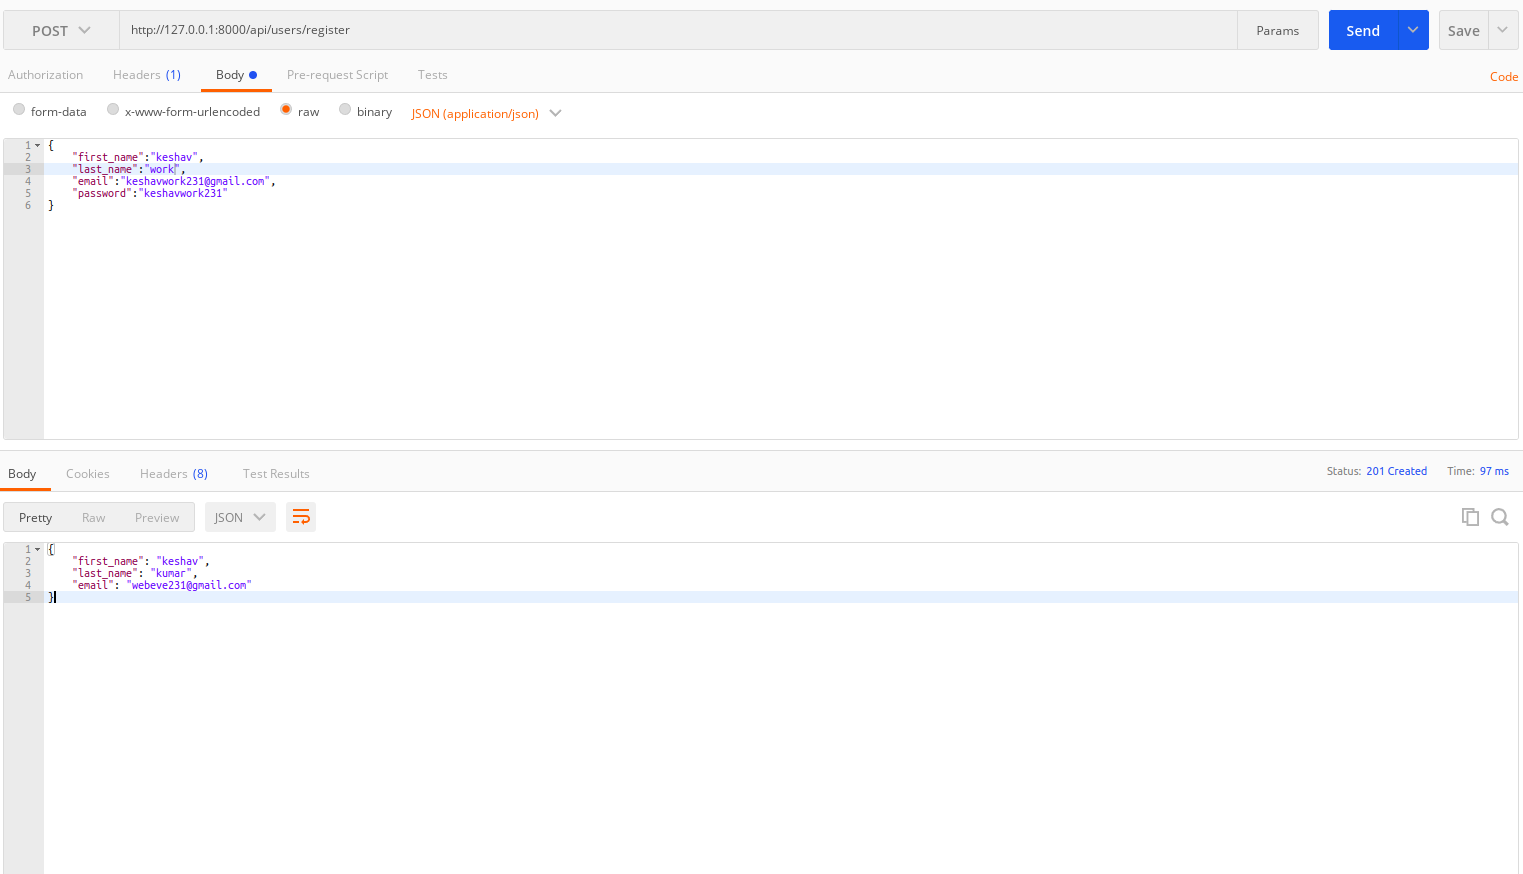 POST http://127.0.0.1:8000/api/users/register Params Send Save
Authorization Headers (1) Body Pre-request Script Tests Code
form-data x-www-form-urlencoded raw binary JSON (application/json)
1 {
2 "first_name":"keshav",
3 "last_name":"work",
4 "email":"keshavwork231@gmail.com",
5 "password":"keshavwork231"
6 }
Body Cookies Headers (8) Test Results Status: 201 Created Time: 97 ms
Pretty Raw Preview JSON
1 {
2 "first_name": "keshav",
3 "last_name": "kumar",
4 "email": "webeve231@gmail.com"
5 }